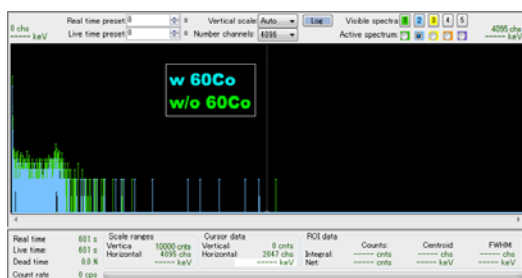 Real time preset 0 s Vertical scale Auto Log Visible spectra 1 2 3 4 5
0 chs Live time preset 0 s Number channels 4096 Active spectrum 4095 chs
----- keV ----- keV
w 60Co
w/o 60Co
Real time 601 s Scale ranges Cursor data ROI data
Live time: 601 s Vertica 10000 cnts Vertical: 0 cnts Counts: Centroid FWHM:
Dead time 0.0 % Horizontal: 4095 chs Horizontal: 2047 chs Integral: ----- cnts ----- chs ----- chs
Count rate 0 cps ----- keV ----- keV Net: ----- cnts ----- keV ----- keV